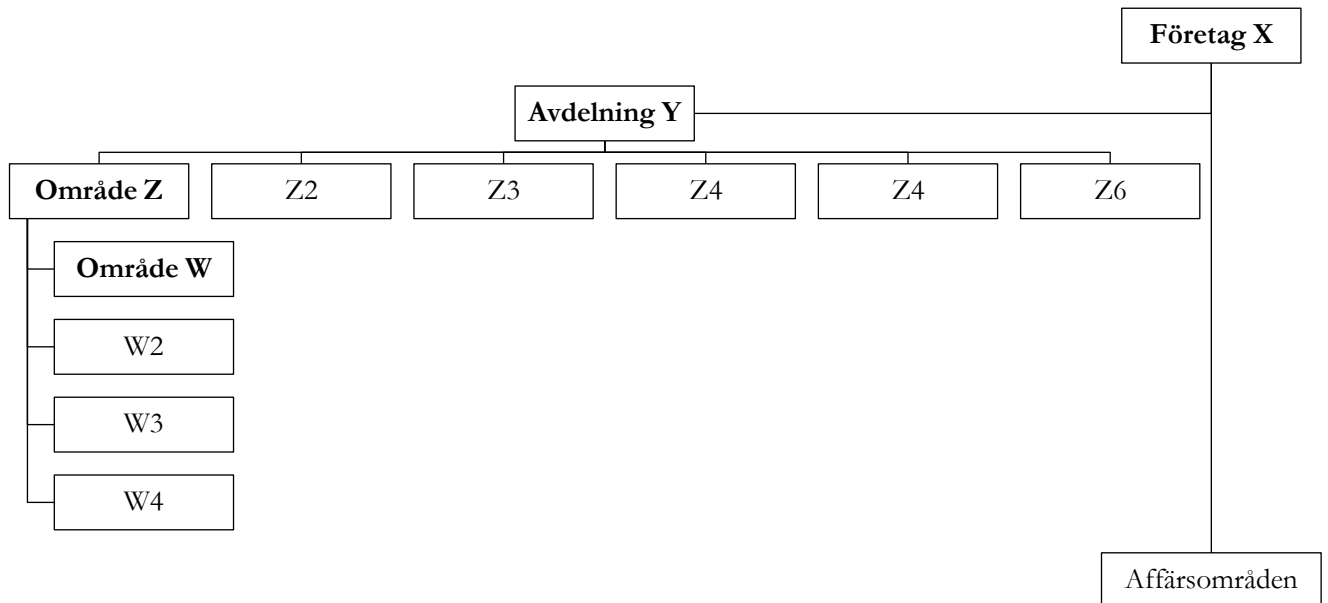 Företag X
Avdelning Y
Område Z
Z2
Z3
Z4
Z4
Z6
Område W
W2
W3
W4
Affärsområden